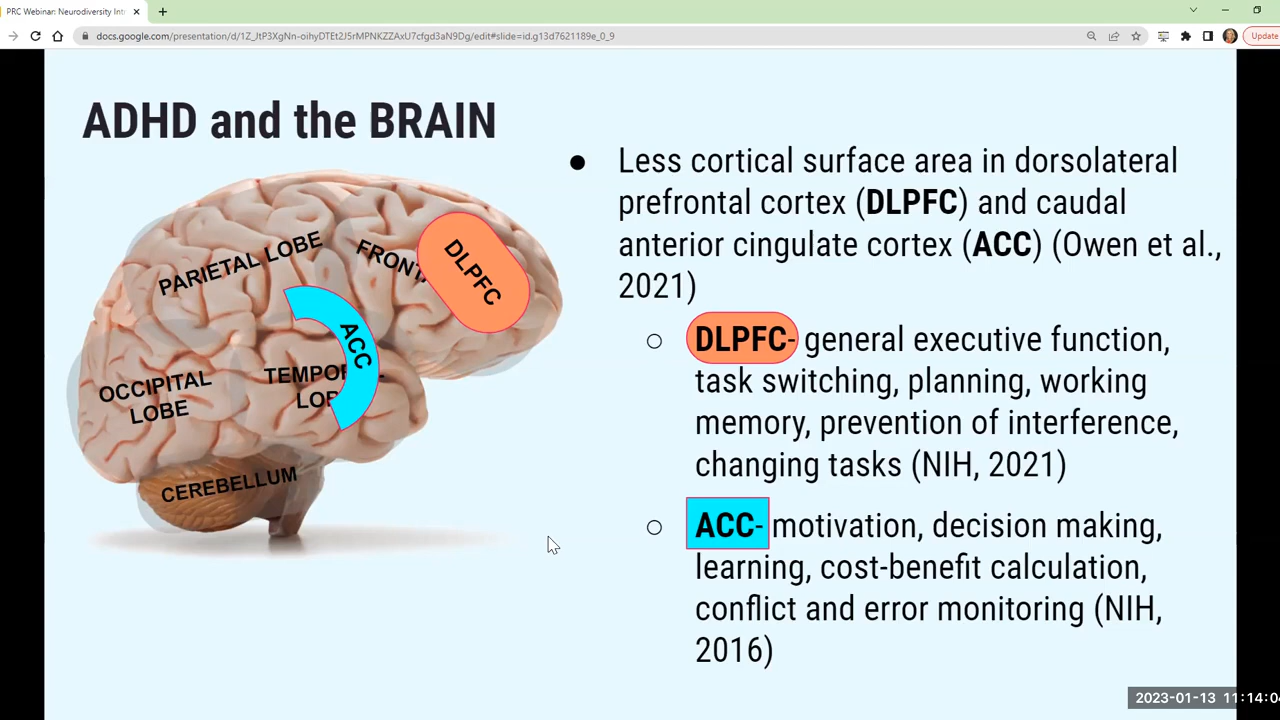 PRC Webinar: Neurodiversity Int
docs.google.com/presentation/d/1Z_JtP3XgNn-oihyDTEt2J5rMPNKZZAxU7cfgd3aN9Dg/edit#slide=id.g13d7621189e_0_9
Update
ADHD and the BRAIN
PARIETAL LOBE
DLPFC
ACC
OCCIPITAL
LOBE
CEREBELLUM
● Less cortical surface area in dorsolateral
prefrontal cortex (DLPFC) and caudal
anterior cingulate cortex (ACC) (Owen et al.,
2021)
○ DLPFC- general executive function,
task switching, planning, working
memory, prevention of interference,
changing tasks (NIH, 2021)
○ ACC- motivation, decision making,
learning, cost-benefit calculation,
conflict and error monitoring (NIH,
2016)
2023-01-13 11:14:04